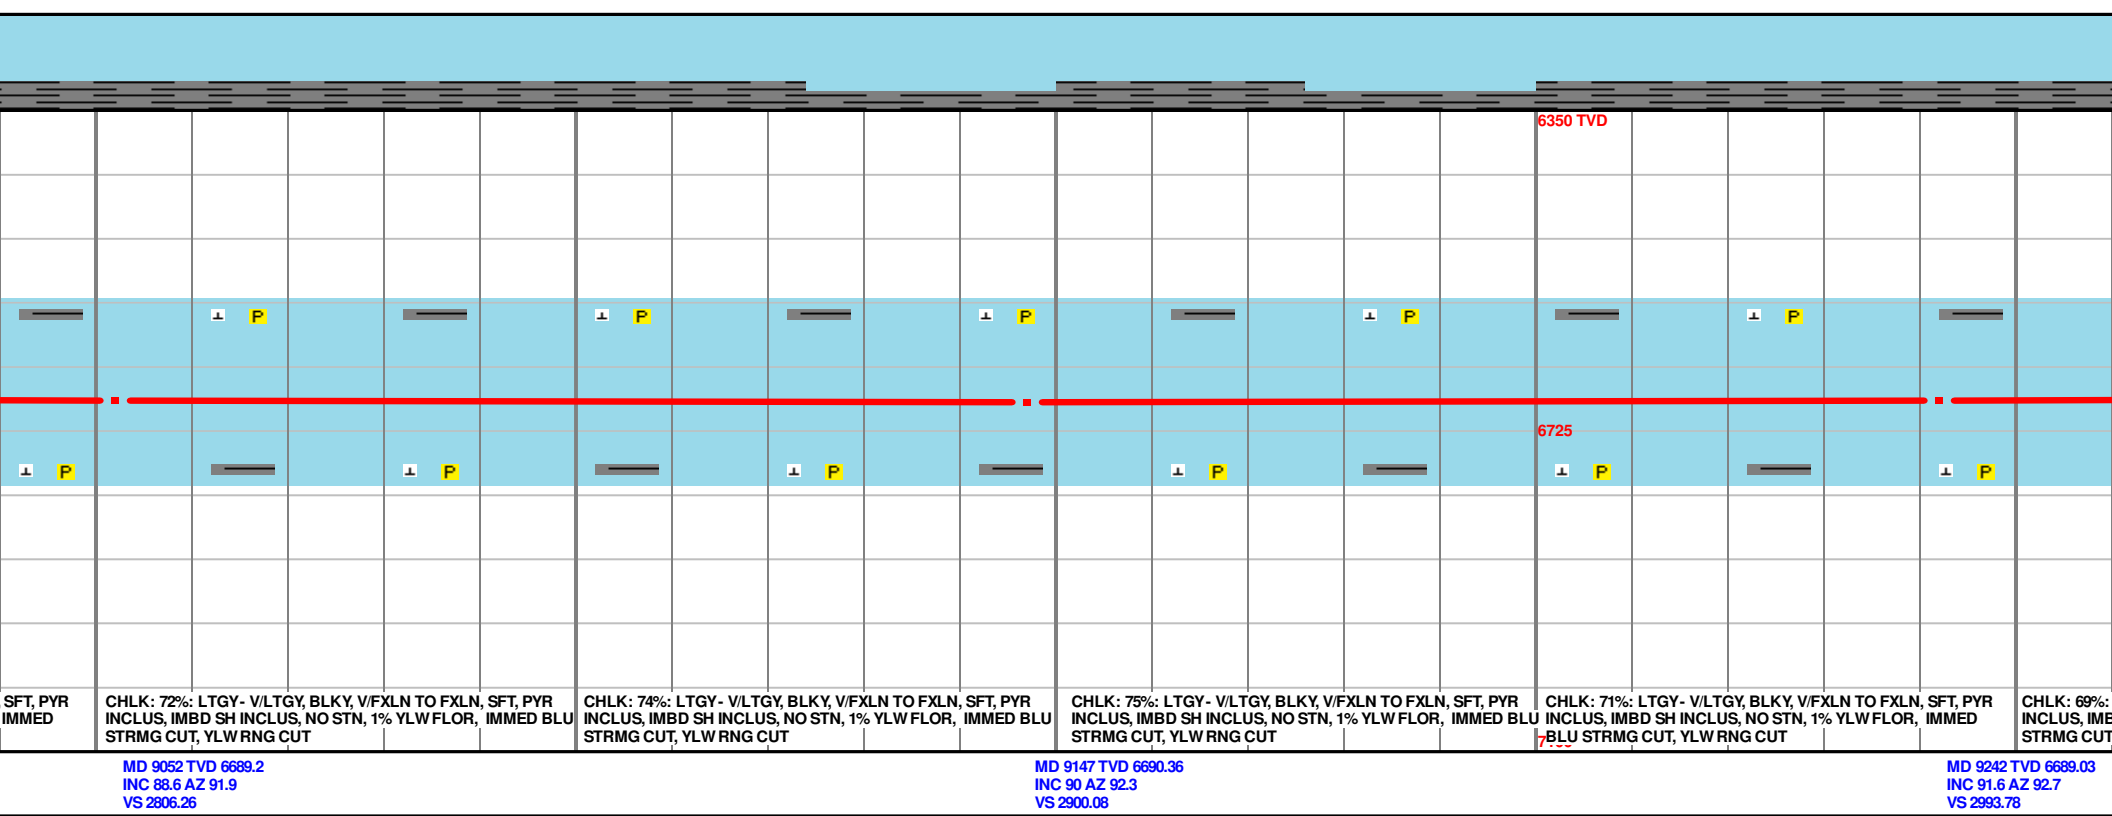 6350 TVD
P P P P P
6725
P P P P P P
SFT, PYR
IMMED
CHLK: 72%: LTGY- V/LTGY, BLKY, V/FXLN TO FXLN, SFT, PYR
INCLUS, IMBD SH INCLUS, NO STN, 1% YLW FLOR, IMMED BLU
STRMG CUT, YLW RNG CUT
CHLK: 74%: LTGY- V/LTGY, BLKY, V/FXLN TO FXLN, SFT, PYR
INCLUS, IMBD SH INCLUS, NO STN, 1% YLW FLOR, IMMED BLU
STRMG CUT, YLW RNG CUT
CHLK: 75%: LTGY- V/LTGY, BLKY, V/FXLN TO FXLN, SFT, PYR
INCLUS, IMBD SH INCLUS, NO STN, 1% YLW FLOR, IMMED BLU
STRMG CUT, YLW RNG CUT
CHLK: 71%: LTGY- V/LTGY, BLKY, V/FXLN TO FXLN, SFT, PYR
INCLUS, IMBD SH INCLUS, NO STN, 1% YLW FLOR, IMMED
BLU STRMG CUT, YLW RNG CUT
CHLK: 69%:
INCLUS, IMB
STRMG CUT
MD 9052 TVD 6689.2
INC 88.6 AZ 91.9
VS 2806.26
MD 9147 TVD 6690.36
INC 90 AZ 92.3
VS 2900.08
MD 9242 TVD 6689.03
INC 91.6 AZ 92.7
VS 2993.78